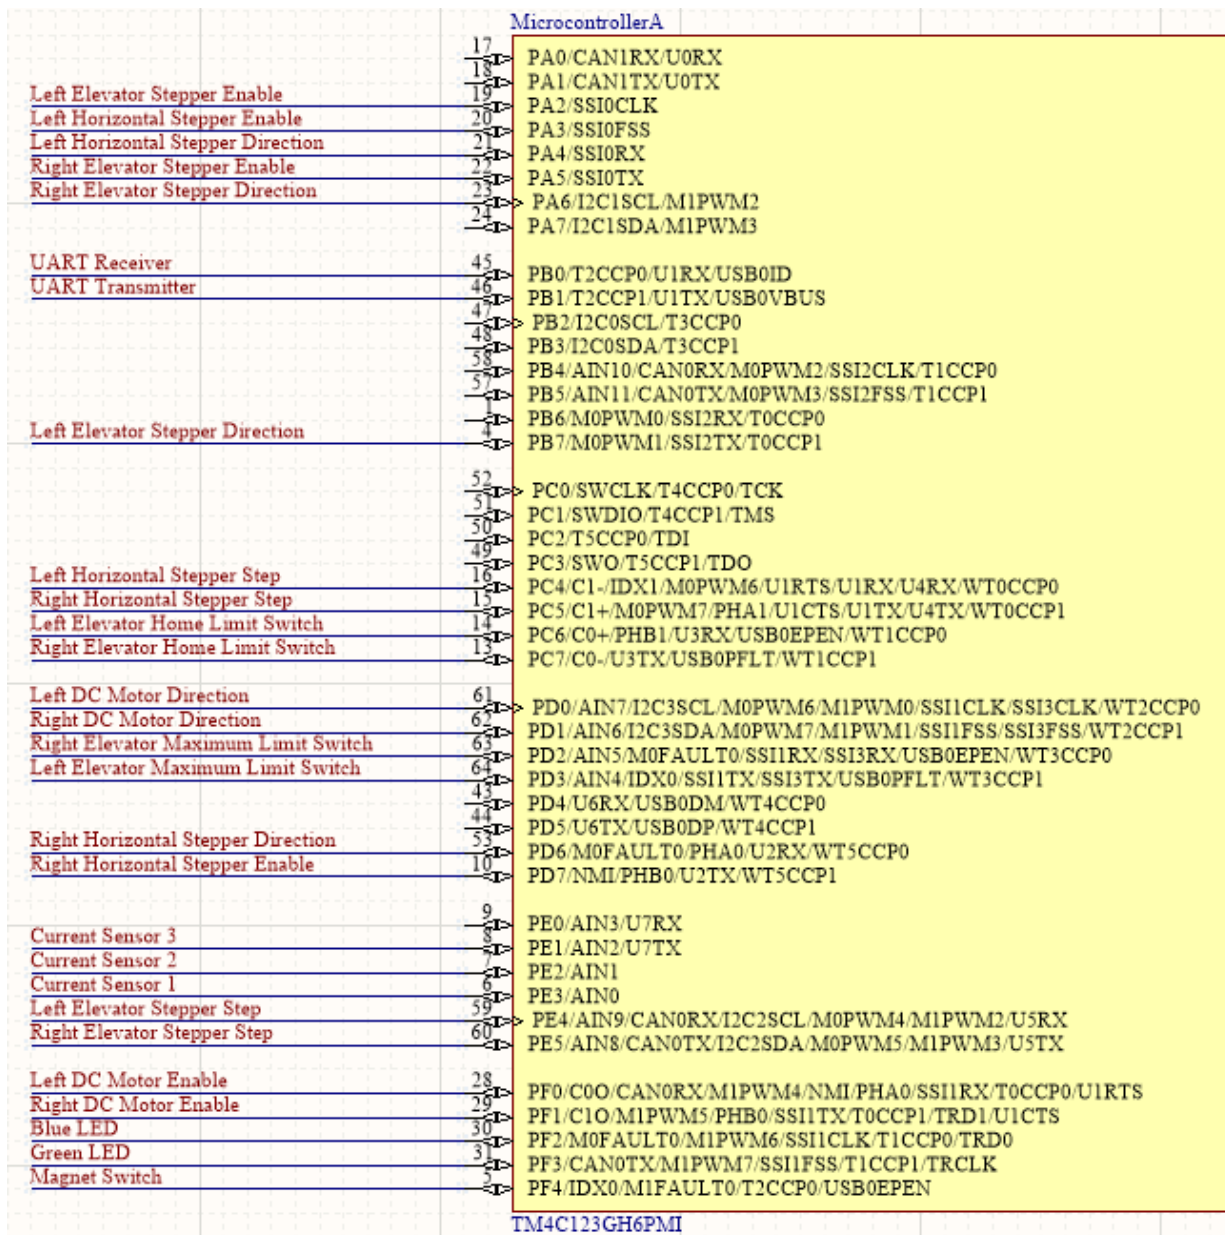 MicrocontrollerA
17 PA0/CAN1RX/U0RX
18 PA1/CAN1TX/U0TX
Left Elevator Stepper Enable 19 PA2/SSI0CLK
Left Horizontal Stepper Enable 20 PA3/SSI0FSS
Left Horizontal Stepper Direction 21 PA4/SSI0RX
Right Elevator Stepper Enable 22 PA5/SSI0TX
Right Elevator Stepper Direction 23 PA6/I2C1SCL/M1PWM2
24 PA7/I2C1SDA/M1PWM3
UART Receiver 45 PB0/T2CCP0/U1RX/USB0ID
UART Transmitter 46 PB1/T2CCP1/U1TX/USB0VBUS
47 PB2/I2C0SCL/T3CCP0
48 PB3/I2C0SDA/T3CCP1
58 PB4/AIN10/CAN0RX/M0PWM2/SSI2CLK/T1CCP0
57 PB5/AIN11/CAN0TX/M0PWM3/SSI2FSS/T1CCP1
1 PB6/M0PWM0/SSI2RX/T0CCP0
Left Elevator Stepper Direction 4 PB7/M0PWM1/SSI2TX/T0CCP1
52 PC0/SWCLK/T4CCP0/TCK
51 PC1/SWDIO/T4CCP1/TMS
50 PC2/T5CCP0/TDI
49 PC3/SWO/T5CCP1/TDO
Left Horizontal Stepper Step 16 PC4/C1-/IDX1/M0PWM6/U1RTS/U1RX/U4RX/WT0CCP0
Right Horizontal Stepper Step 15 PC5/C1+/M0PWM7/PHA1/U1CTS/U1TX/U4TX/WT0CCP1
Left Elevator Home Limit Switch 14 PC6/C0+/PHB1/U3RX/USB0EPEN/WT1CCP0
Right Elevator Home Limit Switch 13 PC7/C0-/U3TX/USB0PFLT/WT1CCP1
Left DC Motor Direction 61 PD0/AIN7/I2C3SCL/M0PWM6/M1PWM0/SSI1CLK/SSI3CLK/WT2CCP0
Right DC Motor Direction 62 PD1/AIN6/I2C3SDA/M0PWM7/M1PWM1/SSI1FSS/SSI3FSS/WT2CCP1
Right Elevator Maximum Limit Switch 63 PD2/AIN5/M0FAULT0/SSI1RX/SSI3RX/USB0EPEN/WT3CCP0
Left Elevator Maximum Limit Switch 64 PD3/AIN4/IDX0/SSI1TX/SSI3TX/USB0PFLT/WT3CCP1
43 PD4/U6RX/USB0DM/WT4CCP0
44 PD5/U6TX/USB0DP/WT4CCP1
Right Horizontal Stepper Direction 53 PD6/M0FAULT0/PHA0/U2RX/WT5CCP0
Right Horizontal Stepper Enable 10 PD7/NMI/PHB0/U2TX/WT5CCP1
9 PE0/AIN3/U7RX
Current Sensor 3 8 PE1/AIN2/U7TX
Current Sensor 2 7 PE2/AIN1
Current Sensor 1 6 PE3/AIN0
Left Elevator Stepper Step 59 PE4/AIN9/CAN0RX/I2C2SCL/M0PWM4/M1PWM2/U5RX
Right Elevator Stepper Step 60 PE5/AIN8/CAN0TX/I2C2SDA/M0PWM5/M1PWM3/U5TX
Left DC Motor Enable 28 PF0/C0O/CAN0RX/M1PWM4/NMI/PHA0/SSI1RX/T0CCP0/U1RTS
Right DC Motor Enable 29 PF1/C1O/M1PWM5/PHB0/SSI1TX/T0CCP1/TRD1/U1CTS
Blue LED 30 PF2/M0FAULT0/M1PWM6/SSI1CLK/T1CCP0/TRD0
Green LED 31 PF3/CAN0TX/M1PWM7/SSI1FSS/T1CCP1/TRCLK
Magnet Switch 5 PF4/IDX0/M1FAULT0/T2CCP0/USB0EPEN
TM4C123GH6PMI